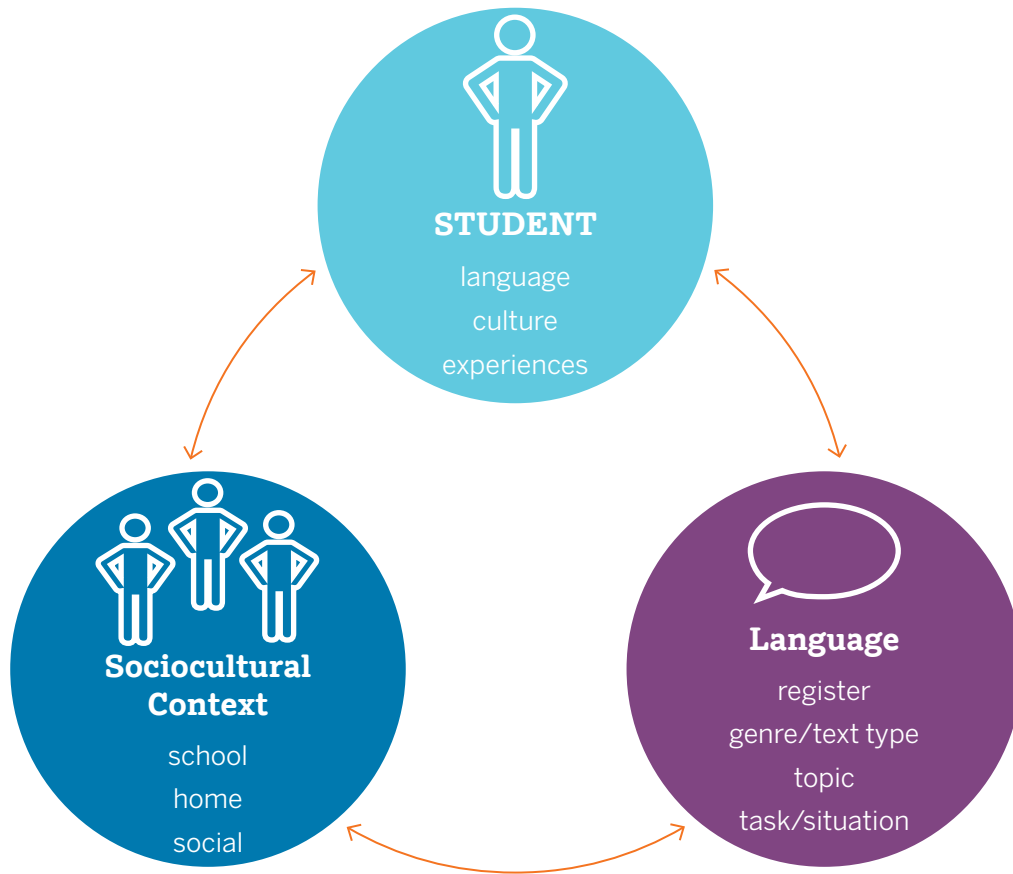 STUDENT
language
culture
experiences
Sociocultural
Context
school
home
social
Language
register
genre/text type
topic
task/situation